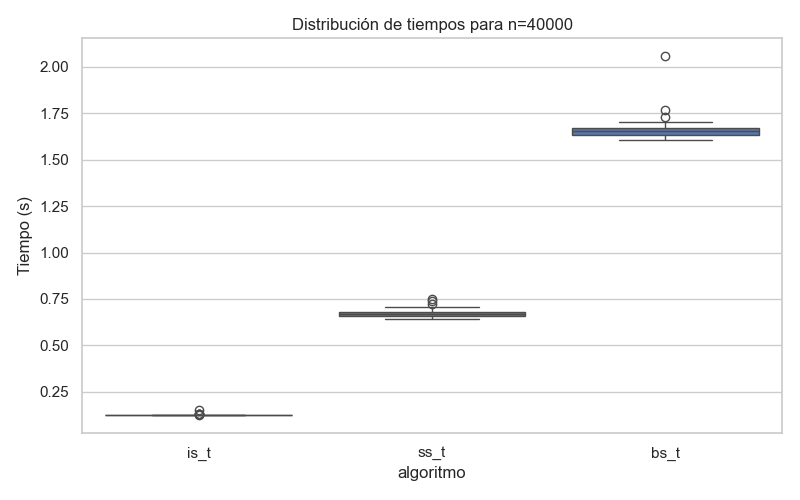 Distribución de tiempos para n=40000
Tiempo (s)
2.00
1.75
1.50
1.25
1.00
0.75
0.50
0.25
is_t
ss_t
bs_t
algoritmo